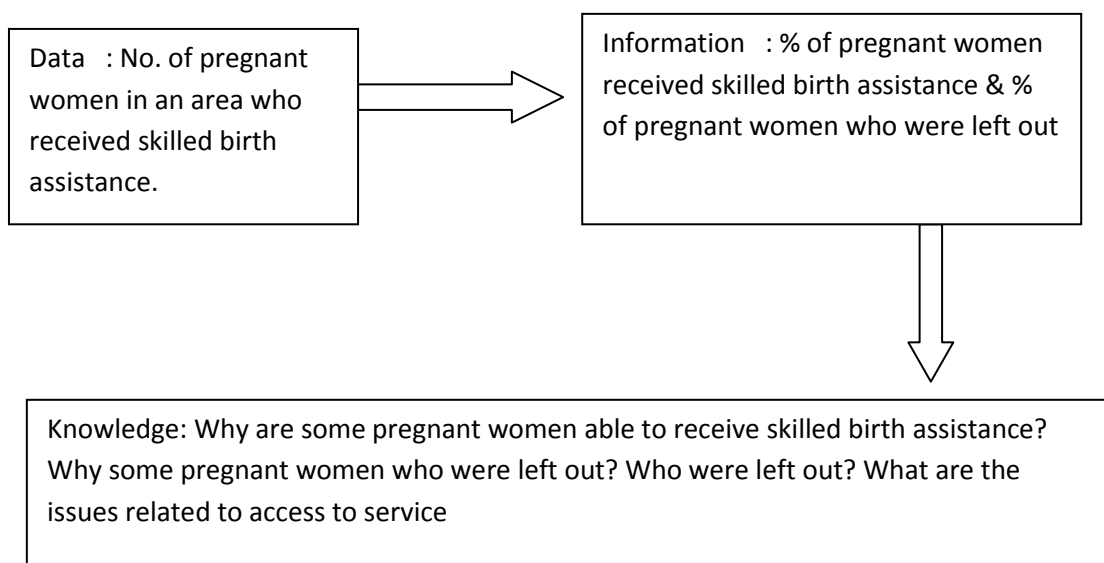 Data : No. of pregnant
women in an area who
received skilled birth
assistance.
Information : % of pregnant women
received skilled birth assistance & %
of pregnant women who were left out
Knowledge: Why are some pregnant women able to receive skilled birth assistance?
Why some pregnant women who were left out? Who were left out? What are the
issues related to access to service